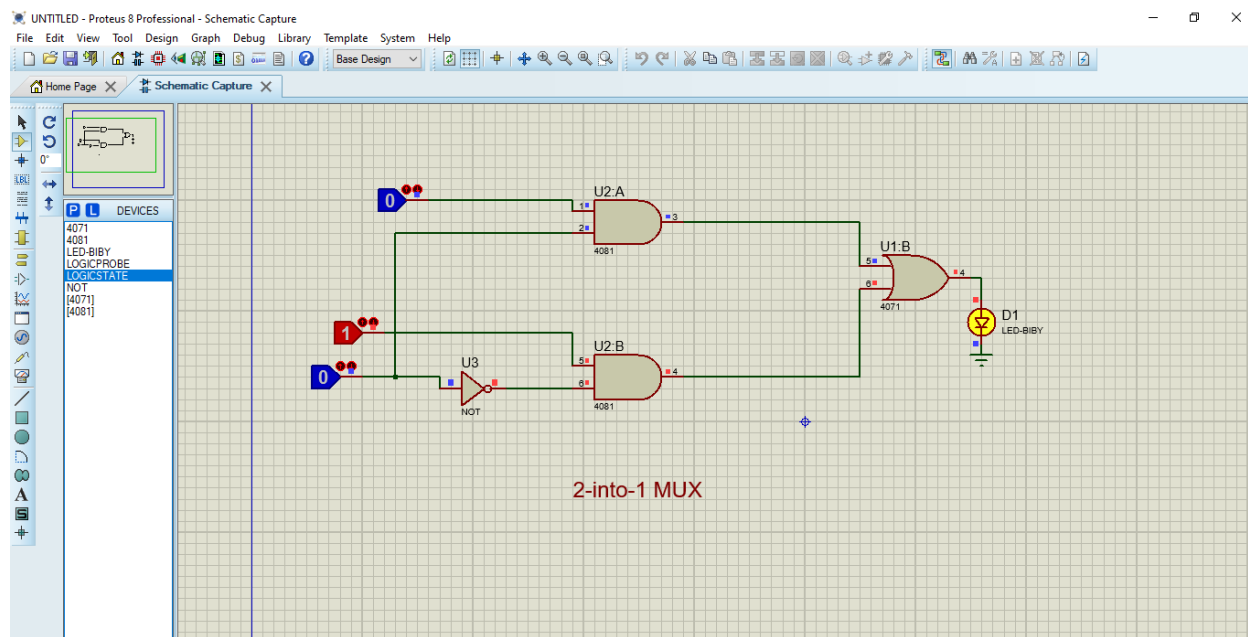 UNTITLED - Proteus 8 Professional - Schematic Capture
File Edit View Tool Design Graph Debug Library Template System Help
Base Design
Home Page
Schematic Capture
0°
LBL
P L DEVICES
4071
4081
LED-BIBY
LOGICPROBE
LOGICSTATE
NOT
[4071]
[4081]
A
S
0
U2:A
1
2
3
4081
1
0
U3
NOT
U2:B
5
6
4
4081
U1:B
5
6
4
4071
D1
LED-BIBY
2-into-1 MUX